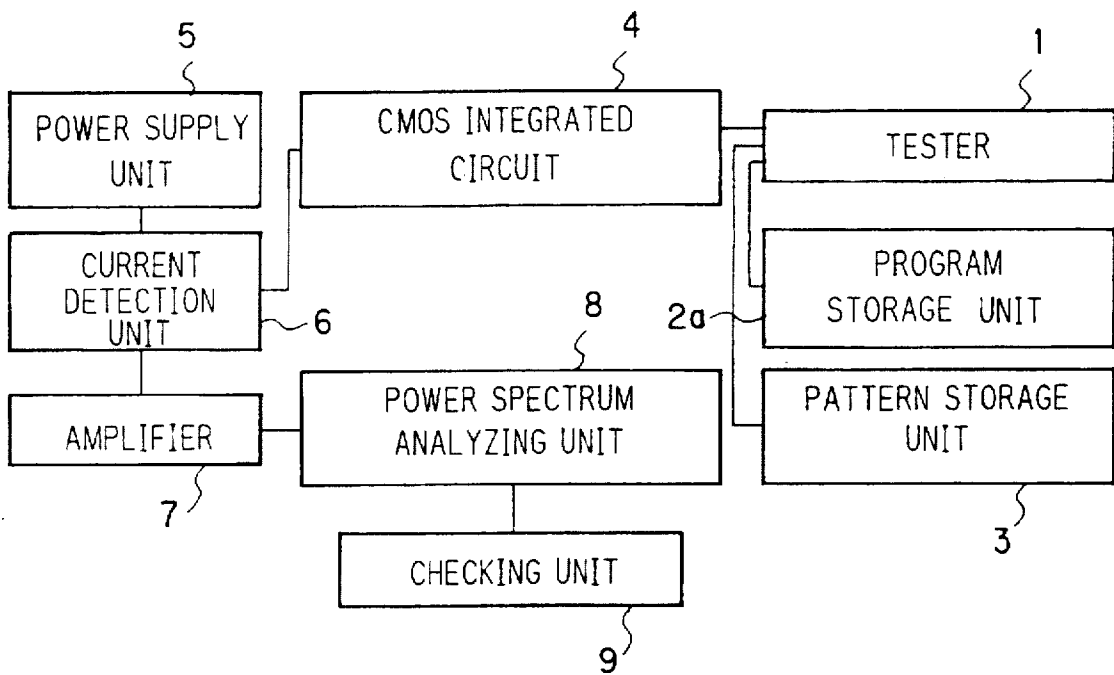 5
POWER SUPPLY
UNIT
4
CMOS INTEGRATED
CIRCUIT
1
TESTER
CURRENT
DETECTION
UNIT
6
PROGRAM
STORAGE UNIT
2a
8
POWER SPECTRUM
ANALYZING UNIT
PATTERN STORAGE
UNIT
3
AMPLIFIER
7
CHECKING UNIT
9